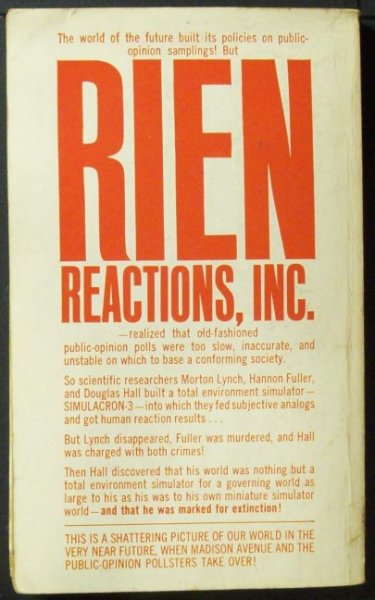 The world of the future built its policies on public-
opinion samplings! But
RIEN
REACTIONS, INC.
—realized that old-fashioned
public-opinion polls were too slow, inaccurate, and
unstable on which to base a conforming society.
So scientific researchers Morton Lynch, Hannon Fuller,
and Douglas Hall built a total environment simulator—
SIMULACRON-3—into which they fed subjective analogs
and got human reaction results . . .
But Lynch disappeared, Fuller was murdered, and Hall
was charged with both crimes!
Then Hall discovered that his world was nothing but a
total environment simulator for a governing world as
large to his as his was to his own miniature simulator
world—and that he was marked for extinction!
THIS IS A SHATTERING PICTURE OF OUR WORLD IN THE
VERY NEAR FUTURE, WHEN MADISON AVENUE AND THE
PUBLIC-OPINION POLLSTERS TAKE OVER!